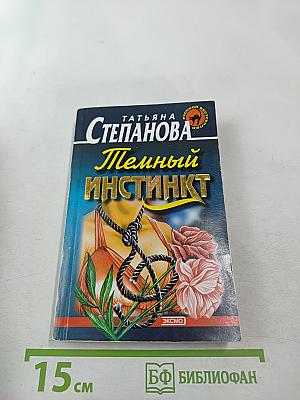 ТАТЬЯНА
СТЕПАНОВА
Темный
ИНСТИНКТ
ЭКСМО
15 см
БФ БИБЛИОФАН